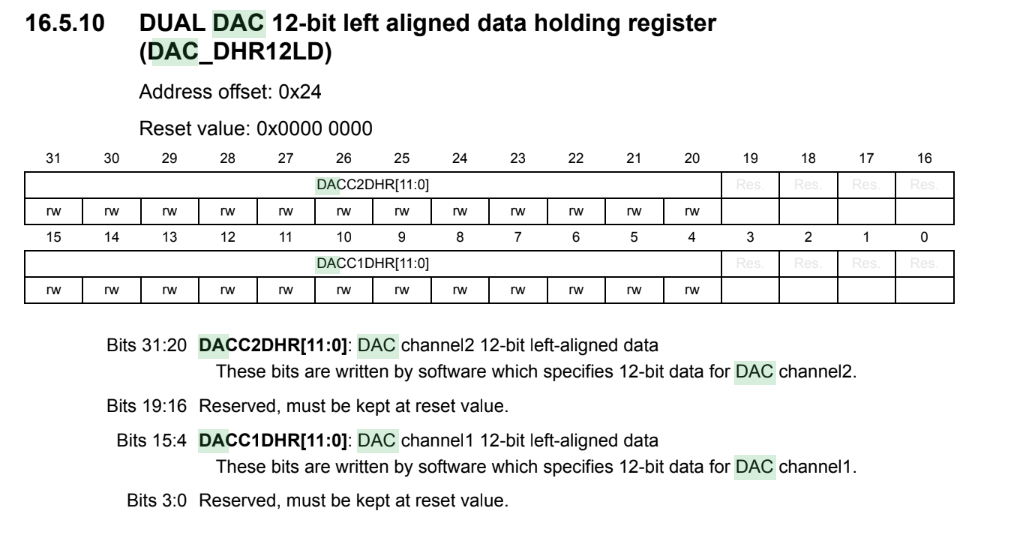 16.5.10 DUAL DAC 12-bit left aligned data holding register
(DAC_DHR12LD)
Address offset: 0x24
Reset value: 0x0000 0000
31 30 29 28 27 26 25 24 23 22 21 20 19 18 17 16
DACC2DHR[11:0] Res. Res. Res. Res.
rw rw rw rw rw rw rw rw rw rw rw rw
15 14 13 12 11 10 9 8 7 6 5 4 3 2 1 0
DACC1DHR[11:0] Res. Res. Res. Res.
rw rw rw rw rw rw rw rw rw rw rw rw
Bits 31:20 DACC2DHR[11:0]: DAC channel2 12-bit left-aligned data
These bits are written by software which specifies 12-bit data for DAC channel2.
Bits 19:16 Reserved, must be kept at reset value.
Bits 15:4 DACC1DHR[11:0]: DAC channel1 12-bit left-aligned data
These bits are written by software which specifies 12-bit data for DAC channel1.
Bits 3:0 Reserved, must be kept at reset value.